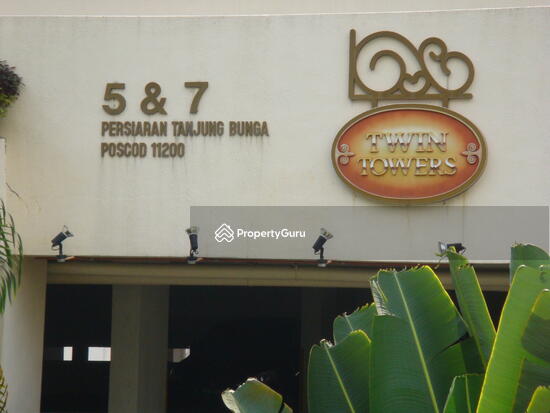 5 & 7
PERSIARAN TANJUNG BUNGA
POSCOD 11200
TWIN
TOWERS
PropertyGuru